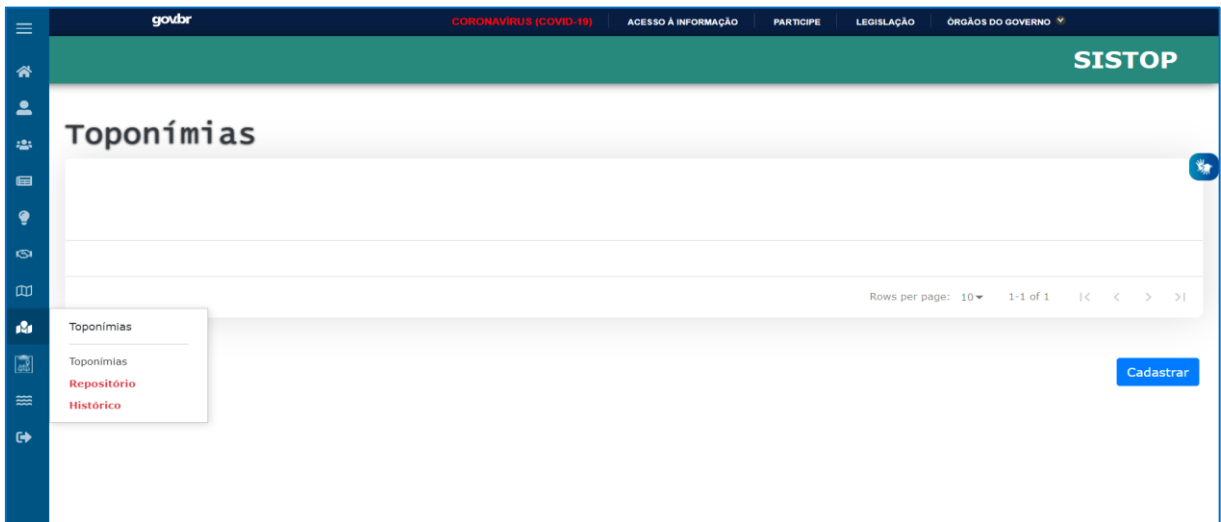 gov.br CORONAVÍRUS (COVID-19) ACESSO À INFORMAÇÃO PARTICIPE LEGISLAÇÃO ÓRGÃOS DO GOVERNO
SISTOP
Toponímias
Rows per page: 10 1-1 of 1 |< < > >|
Toponímias
Toponímias
Repositório
Histórico
Cadastrar